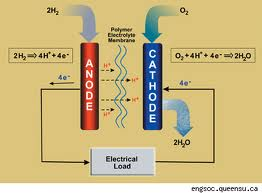 2H₂
O₂
Polymer
Electrolyte
Membrane
2H₂ ⇒ 4H⁺ + 4e⁻
O₂ + 4H⁺ + 4e⁻ ⇒ 2H₂O
ANODE
CATHODE
H⁺
H⁺
H⁺
H⁺
4e⁻
4e⁻
2H₂O
Electrical
Load
engsoc.queensu.ca